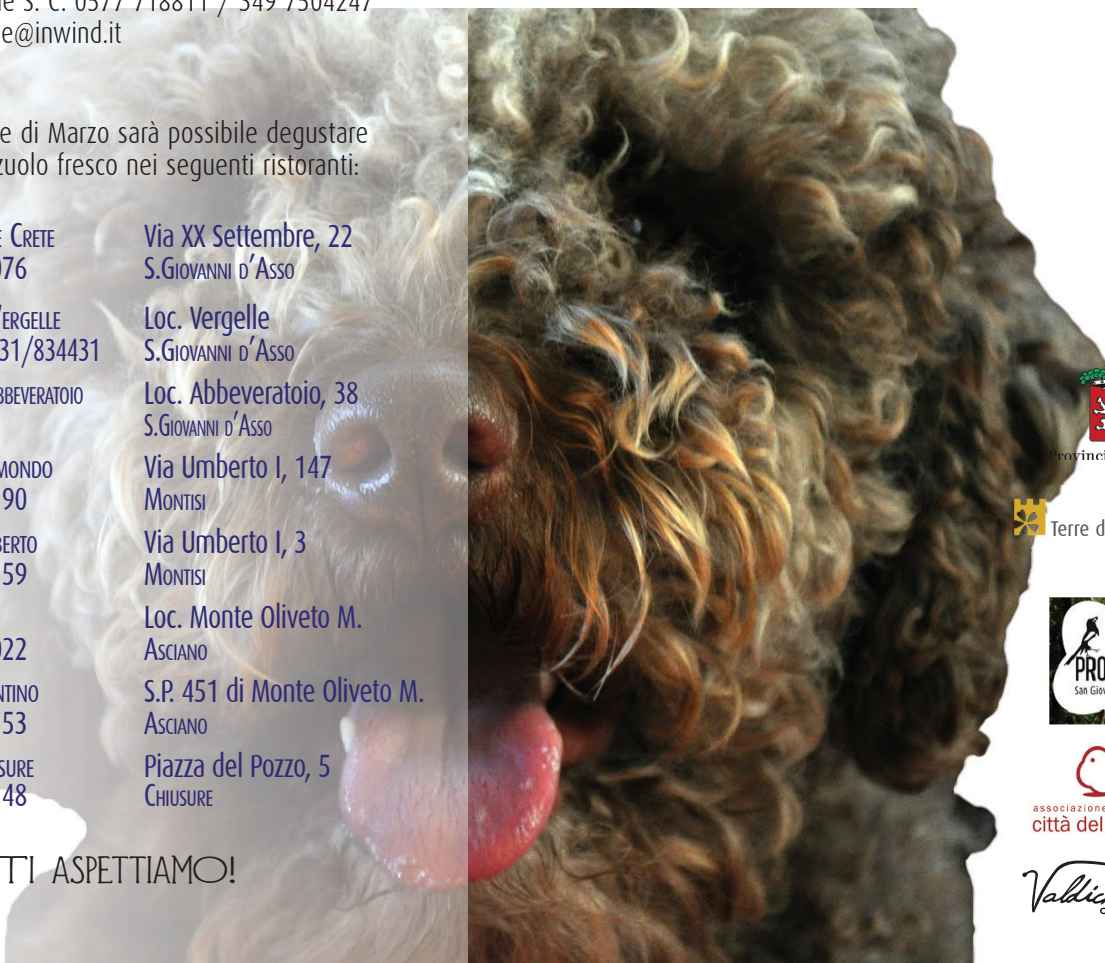 e S. C. 0577 718811 / 349 7504247
e@inwind.it
e di Marzo sarà possibile degustare
zuolo fresco nei seguenti ristoranti:
e Crete Via XX Settembre, 22
076 S.Giovanni d'Asso
Vergelle Loc. Vergelle
31/834431 S.Giovanni d'Asso
bbeveratoio Loc. Abbeveratoio, 38
S.Giovanni d'Asso
mondo Via Umberto I, 147
90 Montisi
berto Via Umberto I, 3
59 Montisi
Loc. Monte Oliveto M.
022 Asciano
ntino S.P. 451 di Monte Oliveto M.
53 Asciano
sure Piazza del Pozzo, 5
48 Chiusure
TI ASPETTIAMO!
Provinci
Terre d
PRO
San Giov
associazione
città del
Valdich